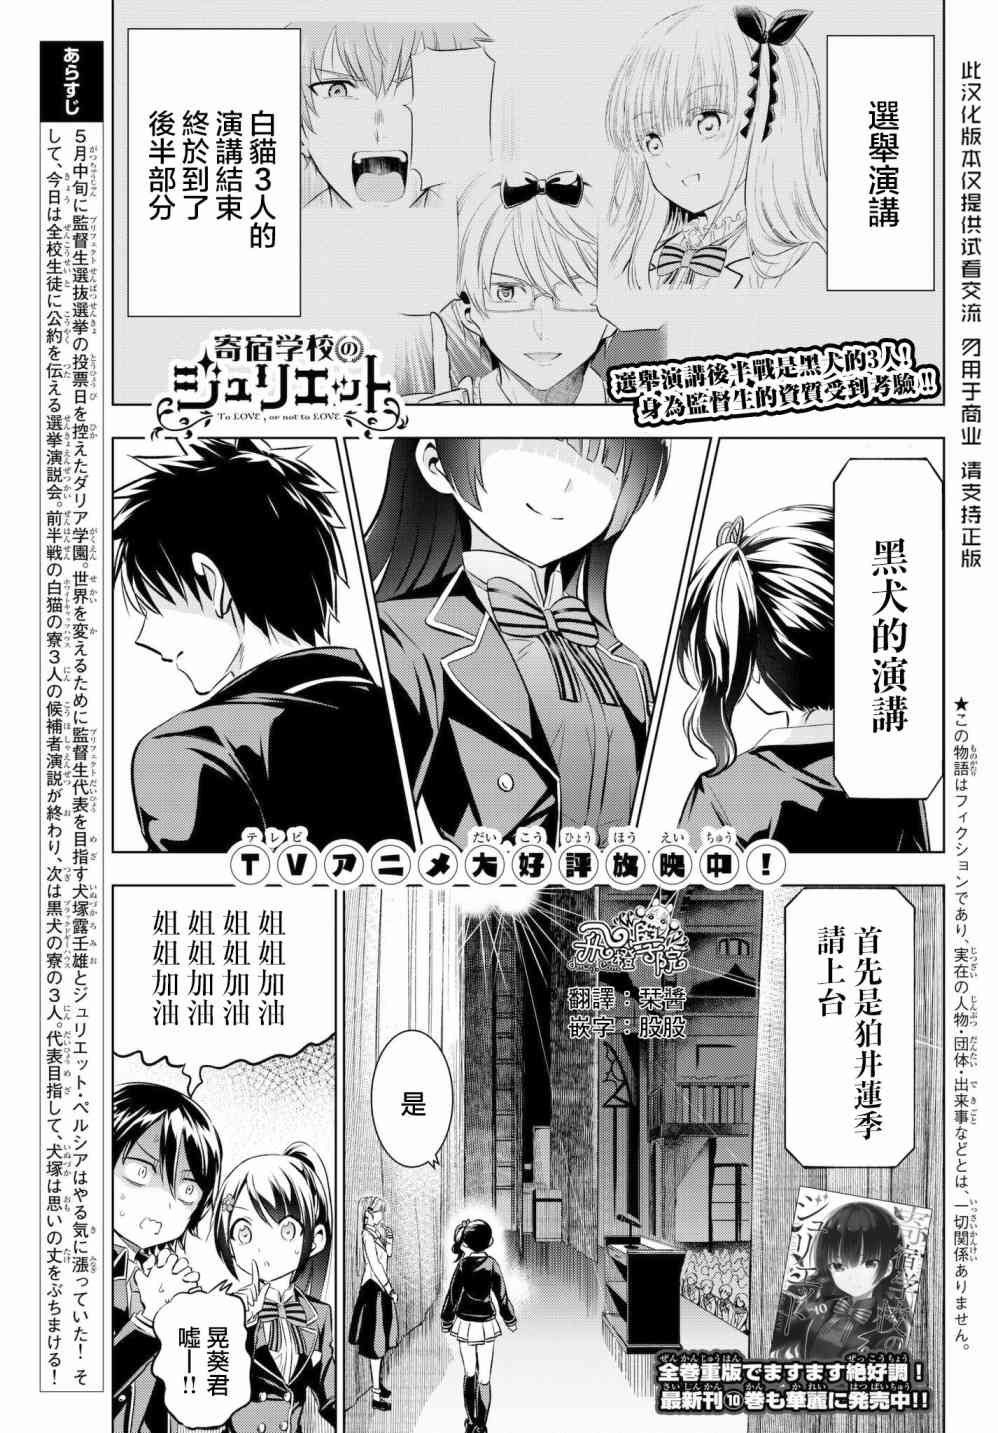 此汉化版本仅提供试看交流 勿用于商业 请支持正版
★この物語はフィクションであり、実在の人物・団体・出来事などとは、一切関係ありません。
選舉演講
白貓3人的
演講結束
終於到了
後半部分
寄宿学校の
ジュリエット
To LOVE, or not to LOVE
選舉演講後半戰是黑犬的3人!
身為監督生的資質受到考驗!!
黑犬的演講
TVアニメ大好評放映中!
首先是狛井蓮季
請上台
翻譯：栞醬
嵌字：股股
是
姐姐加油
姐姐加油
姐姐加油
姐姐加油
晃葵君
噓ー!!
寄宿学校の
ジュリエット
10
全巻重版でますます絶好調！
最新刊⑩巻も華麗に発売中!!
あらすじ
5月中旬に監督生選抜選挙の投票日を控えたダリア学園。世界を変えるために監督生代表を目指す犬塚露壬雄とジュリエット・ペルシアはやる気に漲っていた！そ
して、今日は全校生徒に公約を伝える選挙演説会。前半戦の白猫の寮3人の候補者演説が終わり、次は黒犬の寮の3人。代表目指して、犬塚は思いの丈をぶちまける！